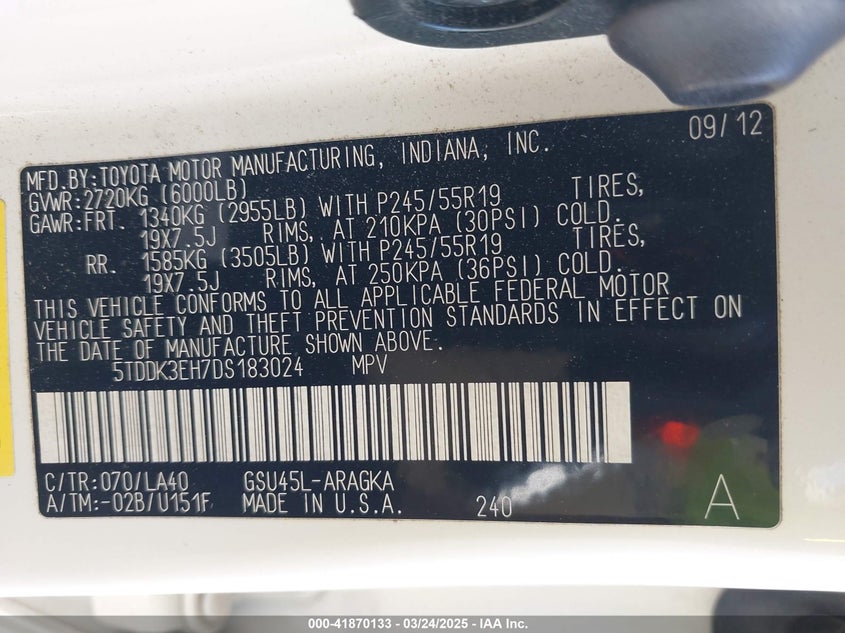 09/12
MFD.BY:TOYOTA MOTOR MANUFACTURING, INDIANA, INC.
GVWR:2720KG (6000LB)
GAWR:FRT. 1340KG (2955LB) WITH P245/55R19 TIRES,
19X7.5J RIMS, AT 210KPA (30PSI) COLD.
RR. 1585KG (3505LB) WITH P245/55R19 TIRES,
19X7.5J RIMS, AT 250KPA (36PSI) COLD.
THIS VEHICLE CONFORMS TO ALL APPLICABLE FEDERAL MOTOR
VEHICLE SAFETY AND THEFT PREVENTION STANDARDS IN EFFECT ON
THE DATE OF MANUFACTURE SHOWN ABOVE.
5TDDK3EH7DS183024 MPV
C/TR:070/LA40 GSU45L-ARAGKA
A/TM:-02B/U151F MADE IN U.S.A. 240 A
000-41870133 - 03/24/2025 - IAA Inc.